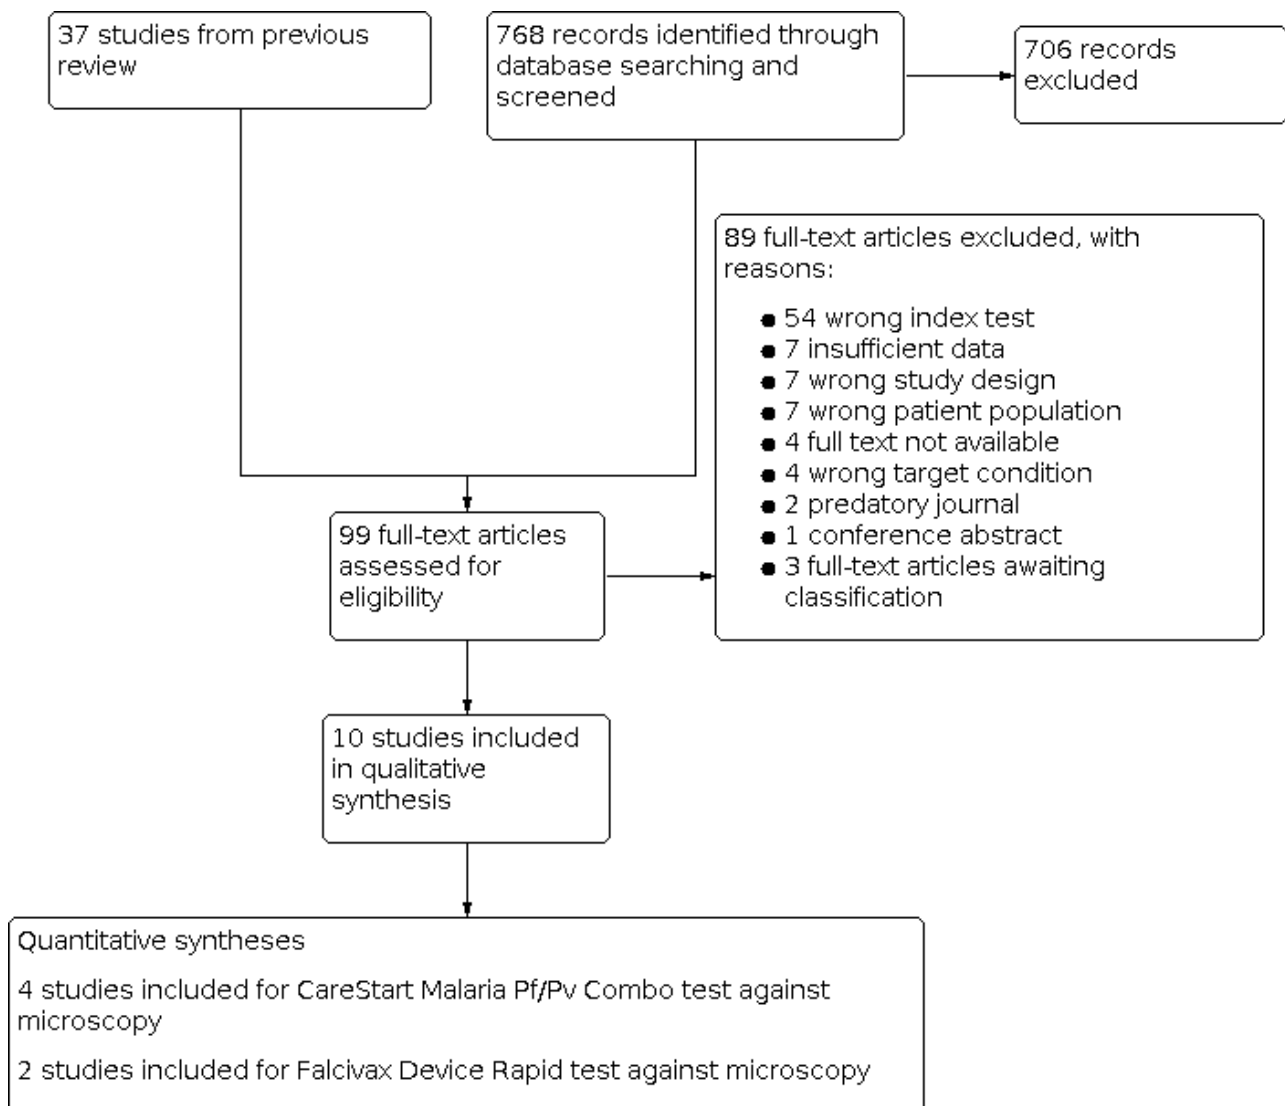 37 studies from previous
review
768 records identified through
database searching and
screened
706 records
excluded
89 full-text articles excluded, with
reasons:
● 54 wrong index test
● 7 insufficient data
● 7 wrong study design
● 7 wrong patient population
● 4 full text not available
● 4 wrong target condition
● 2 predatory journal
● 1 conference abstract
● 3 full-text articles awaiting
classification
99 full-text articles
assessed for
eligibility
10 studies included
in qualitative
synthesis
Quantitative syntheses
4 studies included for CareStart Malaria Pf/Pv Combo test against
microscopy
2 studies included for Falcivax Device Rapid test against microscopy